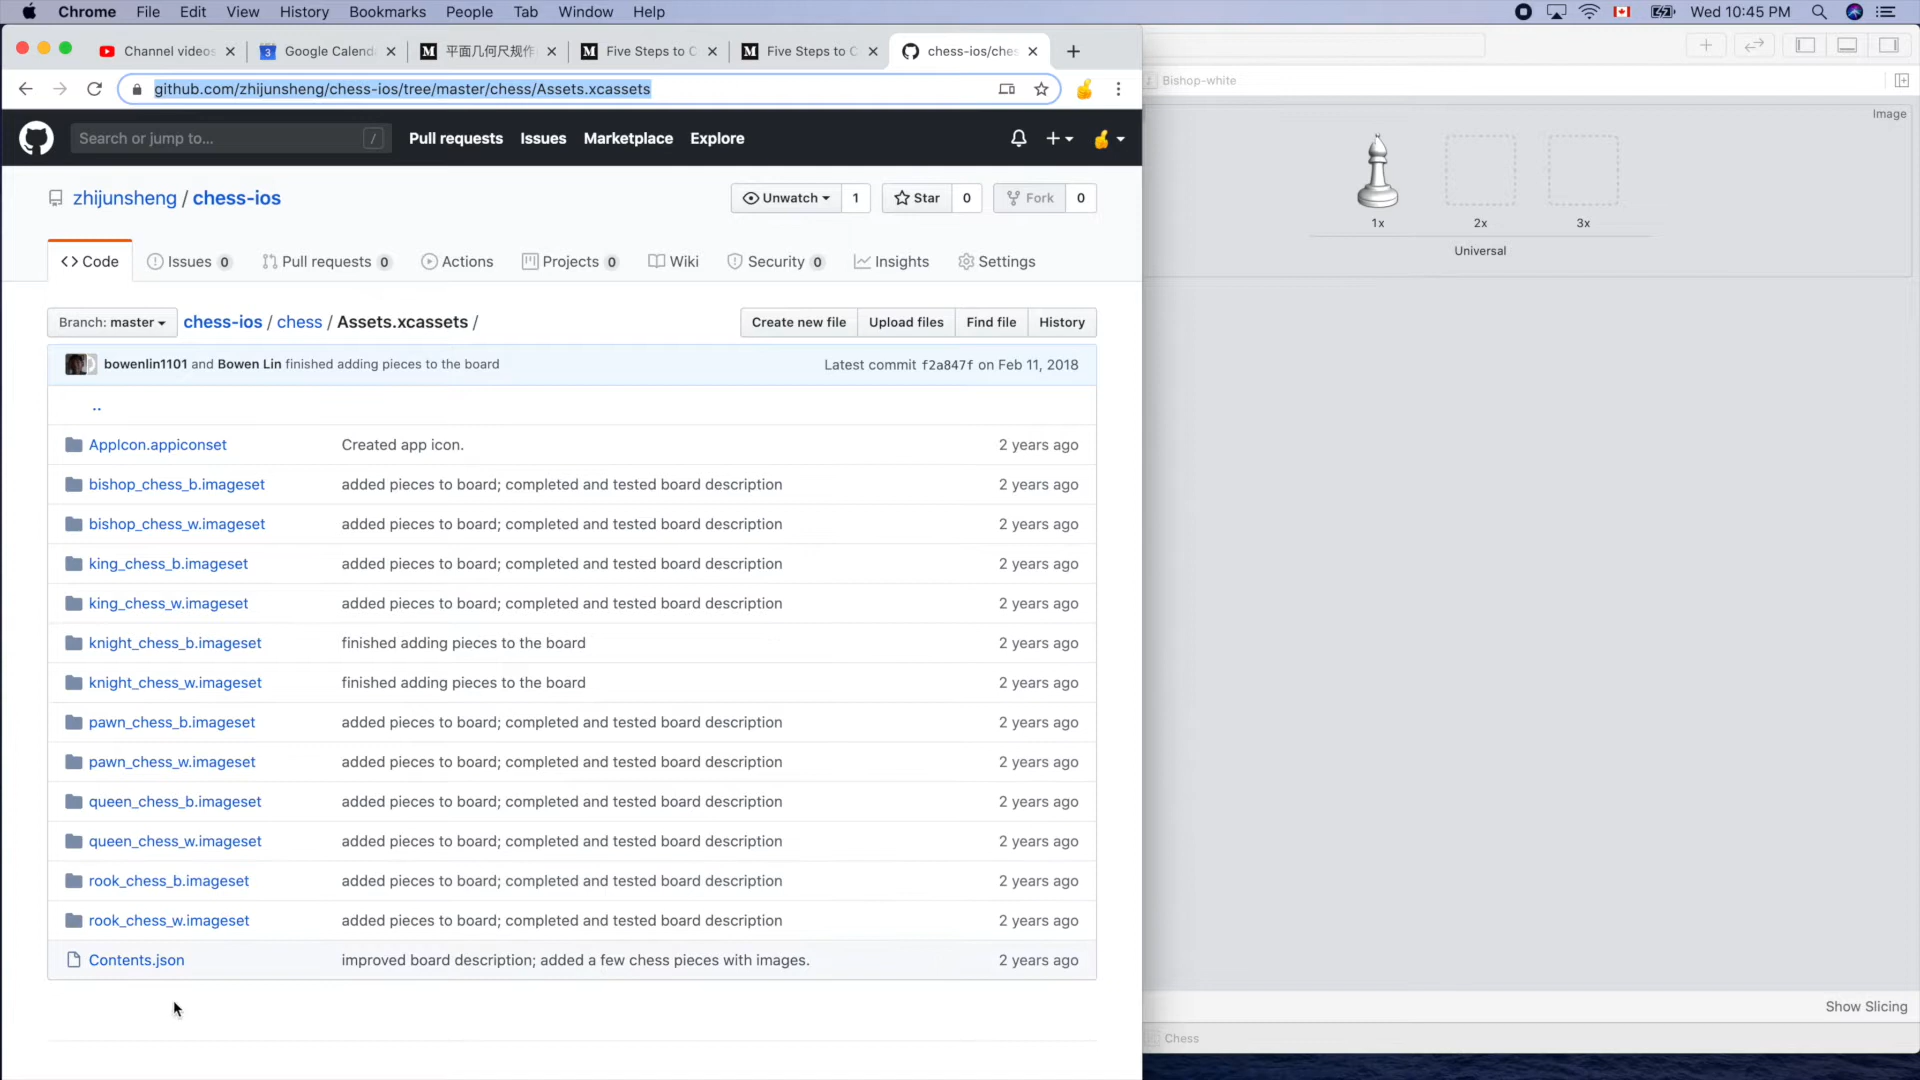 Chrome File Edit View History Bookmarks People Tab Window Help Wed 10:45 PM
Channel videos Google Calend 3 M 平面几何尺规作 M Five Steps to C M Five Steps to C chess-ios/che
github.com/zhijunsheng/chess-ios/tree/master/chess/Assets.xcassets
Bishop-white
Image
Search or jump to... / Pull requests Issues Marketplace Explore
zhijunsheng / chess-ios Unwatch 1 Star 0 Fork 0
1x 2x 3x
Universal
Code Issues 0 Pull requests 0 Actions Projects 0 Wiki Security 0 Insights Settings
Branch: master chess-ios / chess / Assets.xcassets / Create new file Upload files Find file History
bowenlin1101 and Bowen Lin finished adding pieces to the board Latest commit f2a847f on Feb 11, 2018
..
AppIcon.appiconset Created app icon. 2 years ago
bishop_chess_b.imageset added pieces to board; completed and tested board description 2 years ago
bishop_chess_w.imageset added pieces to board; completed and tested board description 2 years ago
king_chess_b.imageset added pieces to board; completed and tested board description 2 years ago
king_chess_w.imageset added pieces to board; completed and tested board description 2 years ago
knight_chess_b.imageset finished adding pieces to the board 2 years ago
knight_chess_w.imageset finished adding pieces to the board 2 years ago
pawn_chess_b.imageset added pieces to board; completed and tested board description 2 years ago
pawn_chess_w.imageset added pieces to board; completed and tested board description 2 years ago
queen_chess_b.imageset added pieces to board; completed and tested board description 2 years ago
queen_chess_w.imageset added pieces to board; completed and tested board description 2 years ago
rook_chess_b.imageset added pieces to board; completed and tested board description 2 years ago
rook_chess_w.imageset added pieces to board; completed and tested board description 2 years ago
Contents.json improved board description; added a few chess pieces with images. 2 years ago
Show Slicing
Chess